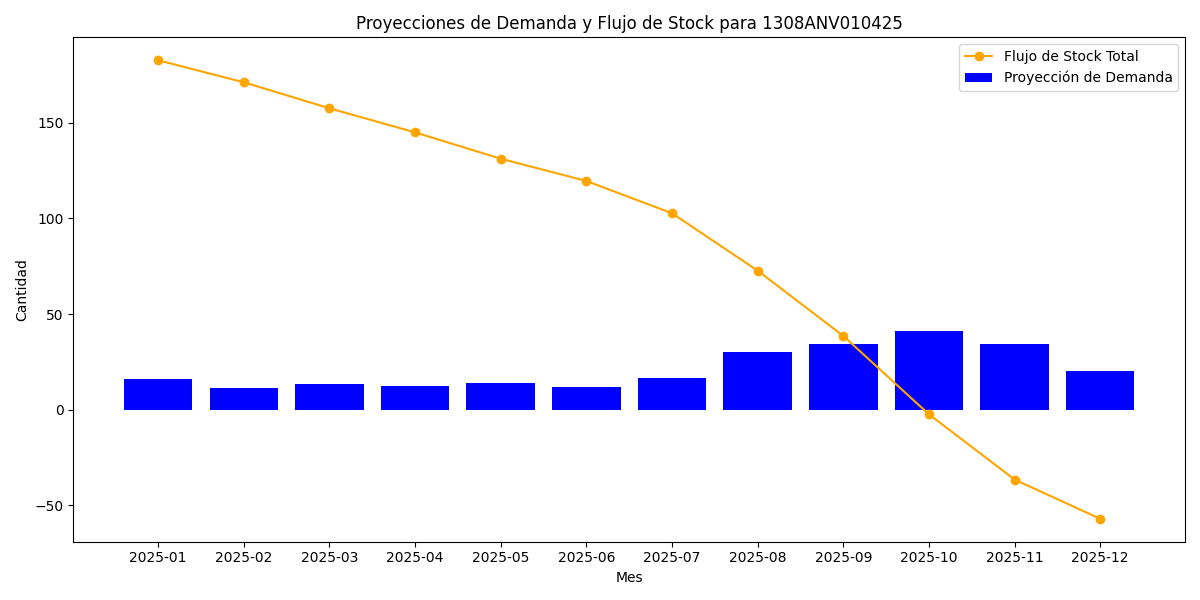 Proyecciones de Demanda y Flujo de Stock para 1308ANV010425
Flujo de Stock Total
Proyección de Demanda
Cantidad
150
100
50
0
−50
2025-01 2025-02 2025-03 2025-04 2025-05 2025-06 2025-07 2025-08 2025-09 2025-10 2025-11 2025-12
Mes